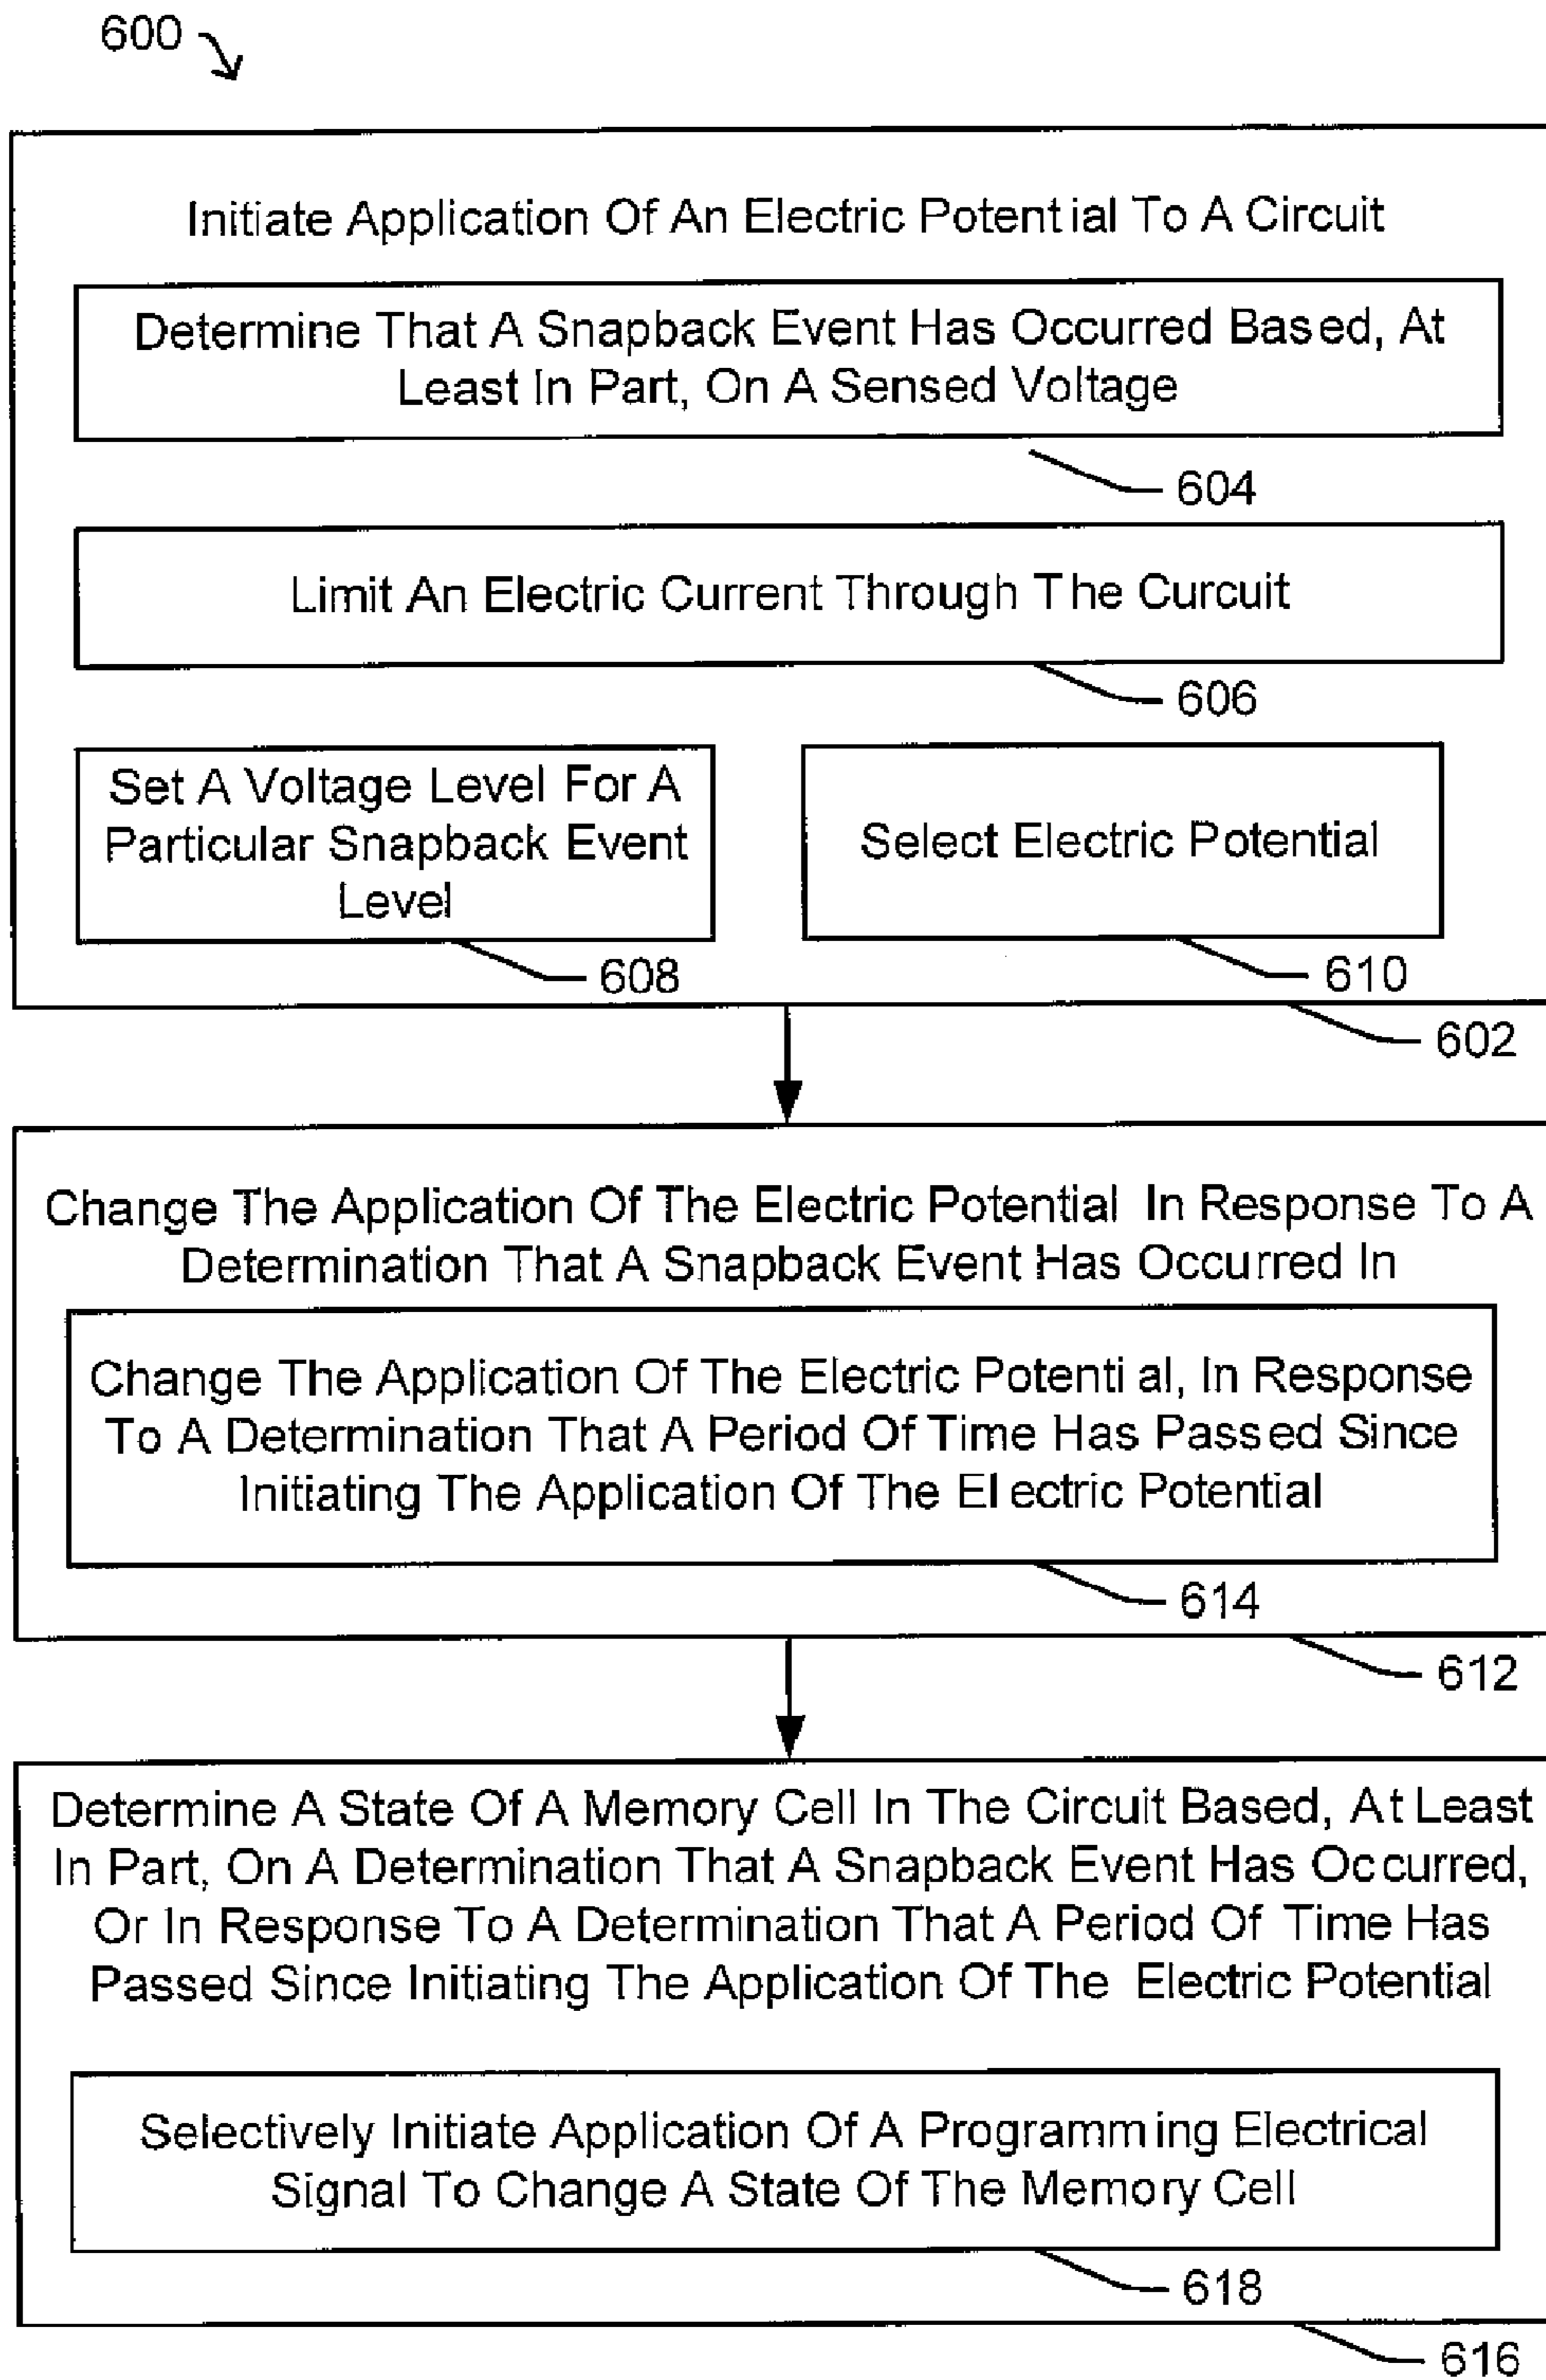 600
Initiate Application Of An Electric Potential To A Circuit
Determine That A Snapback Event Has Occurred Based, At
Least In Part, On A Sensed Voltage
604
Limit An Electric Current Through The Curcuit
606
Set A Voltage Level For A
Particular Snapback Event
Level
608
Select Electric Potential
610
602
Change The Application Of The Electric Potential In Response To A
Determination That A Snapback Event Has Occurred In
Change The Application Of The Electric Potential, In Response
To A Determination That A Period Of Time Has Passed Since
Initiating The Application Of The Electric Potential
614
612
Determine A State Of A Memory Cell In The Circuit Based, At Least
In Part, On A Determination That A Snapback Event Has Occurred,
Or In Response To A Determination That A Period Of Time Has
Passed Since Initiating The Application Of The Electric Potential
Selectively Initiate Application Of A Programming Electrical
Signal To Change A State Of The Memory Cell
618
616